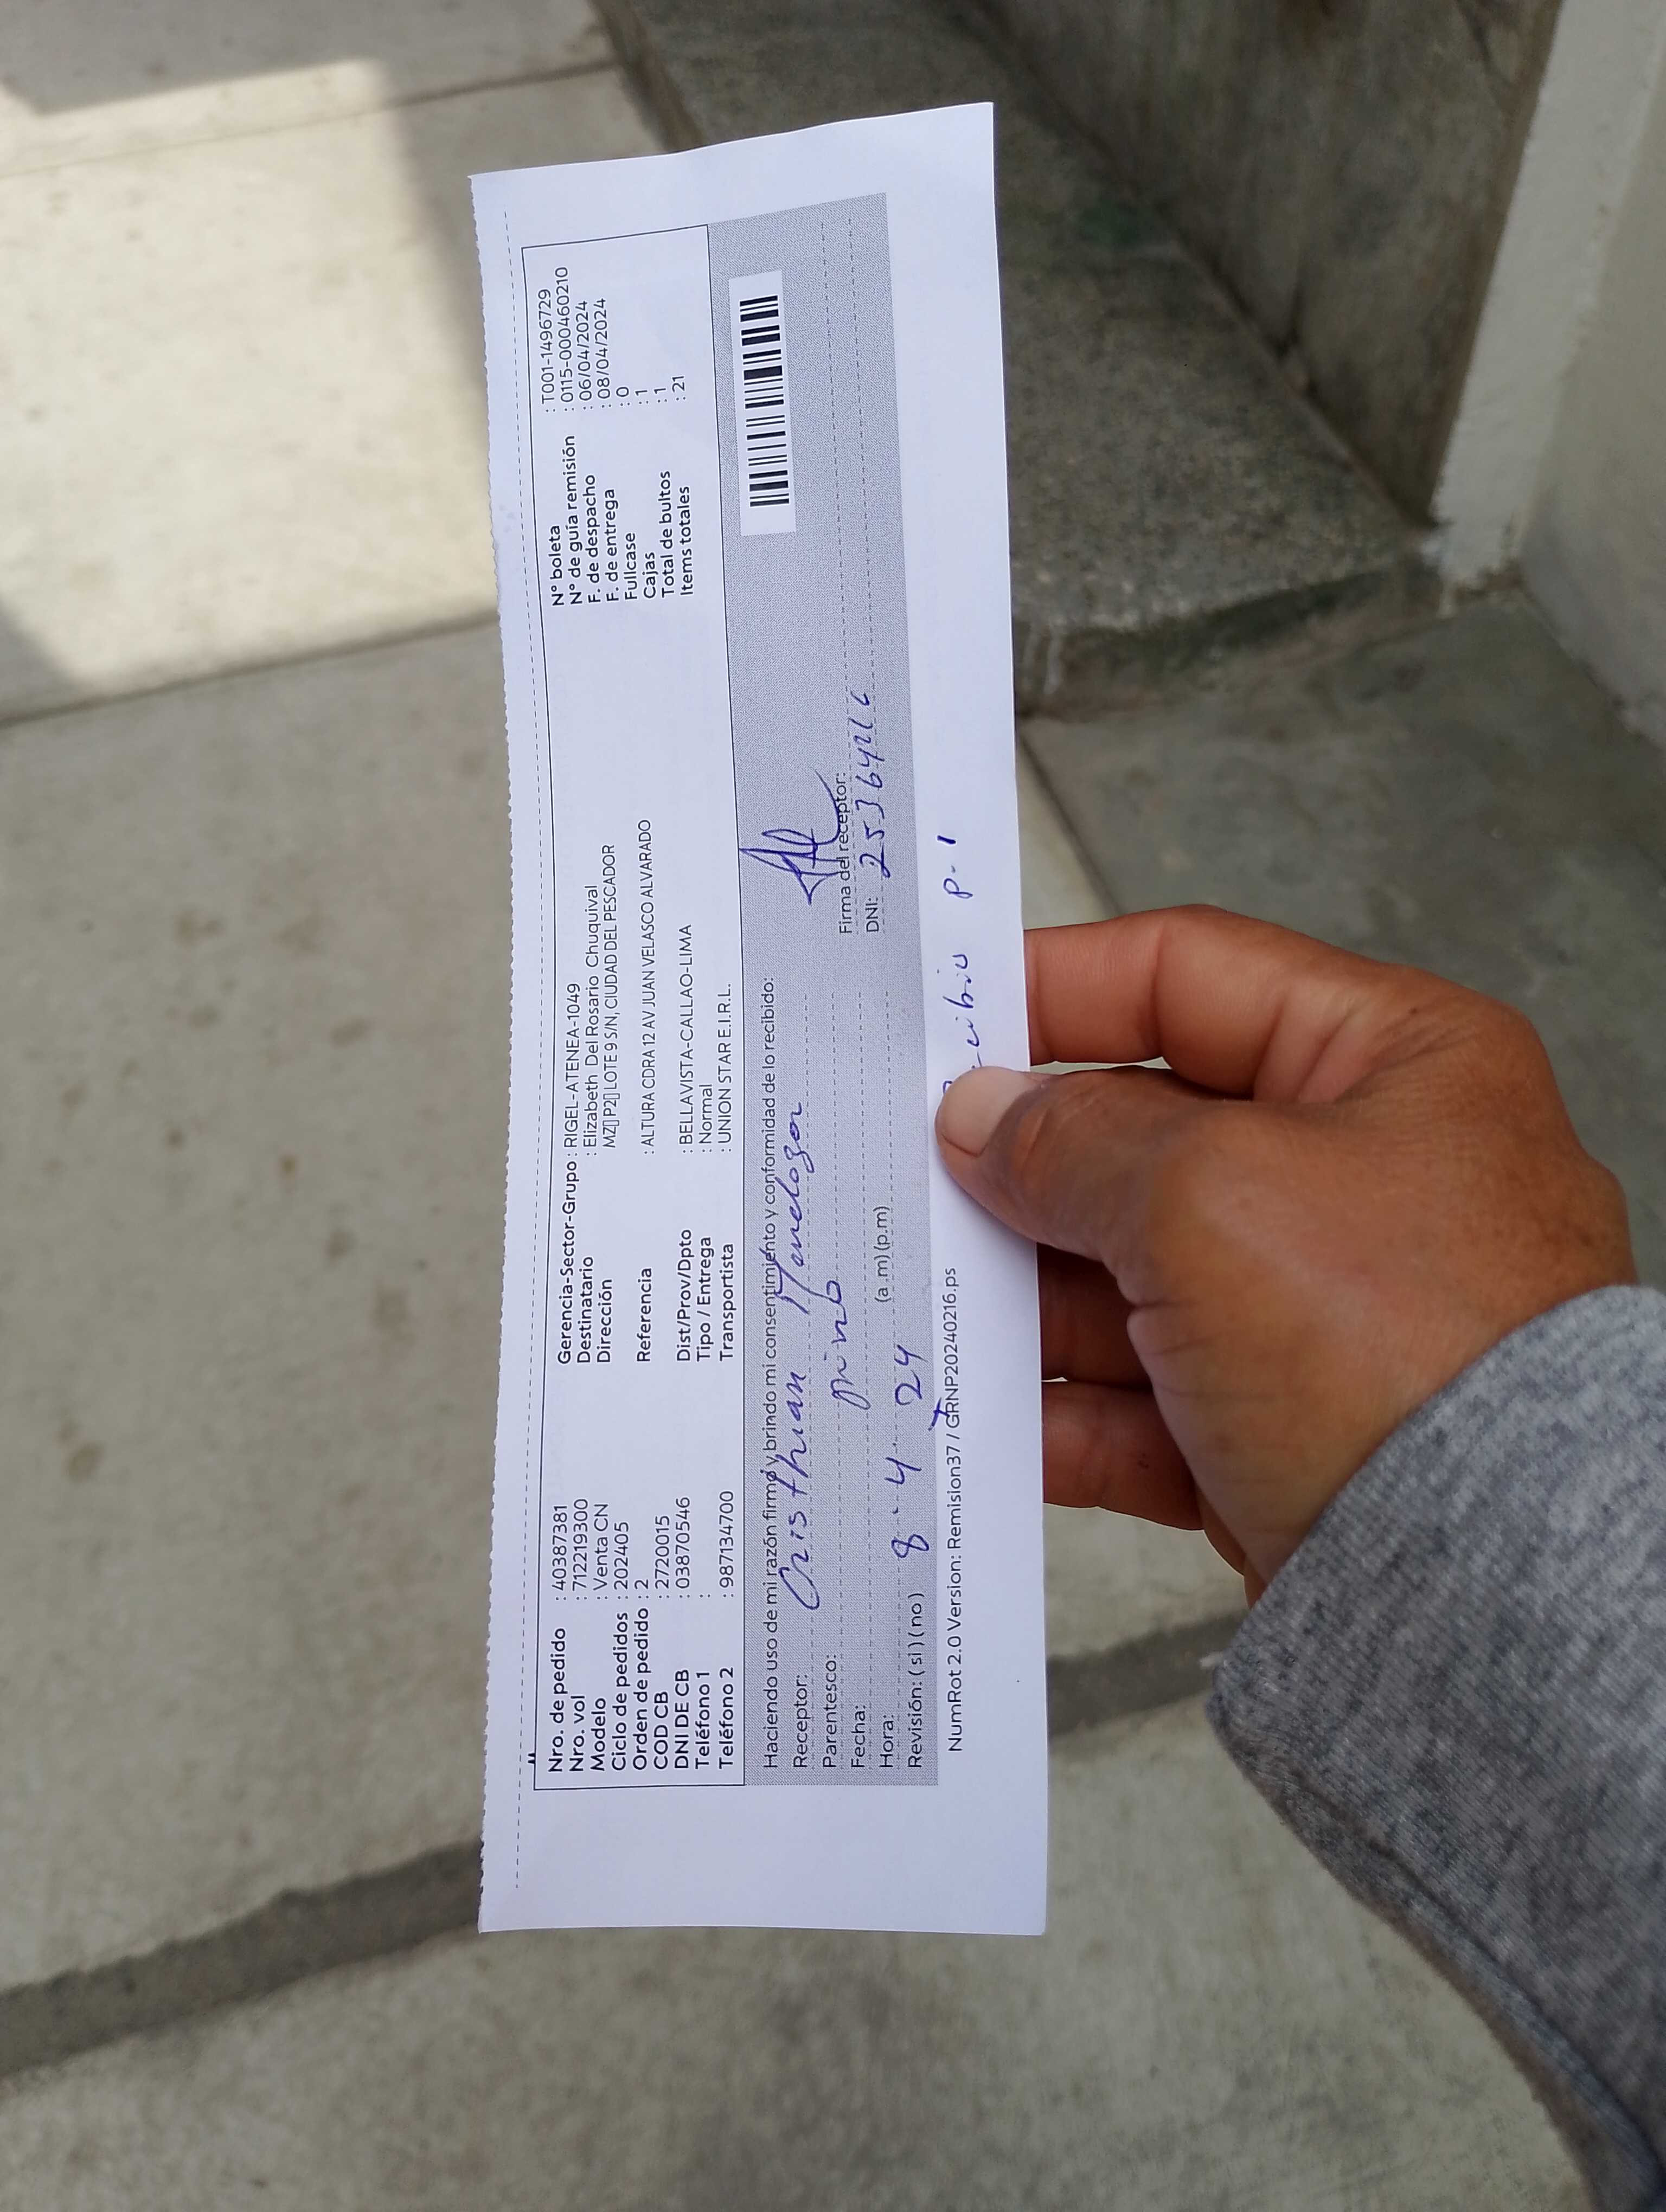 Nro. de pedido : 40387381
Nro. vol : 712219300
Modelo : Venta CN
Ciclo de pedidos : 202405
Orden de pedido : 2
COD CB : 2720015
DNI DE CB : 03870546
Teléfono 1 :
Teléfono 2 : 987134700
Gerencia-Sector-Grupo : RIGEL-ATENEA-1049
Destinatario : Elizabeth Del Rosario Chuquival
Dirección MZ▯ P2▯ LOTE 9 S/N, CIUDAD DEL PESCADOR
Referencia : ALTURA CDRA 12 AV JUAN VELASCO ALVARADO
Dist/Prov/Dpto : BELLAVISTA-CALLAO-LIMA
Tipo / Entrega : Normal
Transportista : UNION STAR E.I.R.L.
N° boleta : T001-1496729
N° de guía remisión : 0115-000460210
F. de despacho : 06/04/2024
F. de entrega : 08/04/2024
Fullcase : 0
Cajas : 1
Total de bultos : 1
Items totales : 21
Haciendo uso de mi razón firmo y brindo mi consentimiento y conformidad de lo recibido:
Receptor: Cristhian
Parentesco:
Fecha: 8 - 4 - 24
Hora: (a .m) (p.m)
Revisión: ( si ) ( no )
Firma del receptor:
DNI:
NumRot 2.0 Version: Remision37 / GRNP20240216.ps